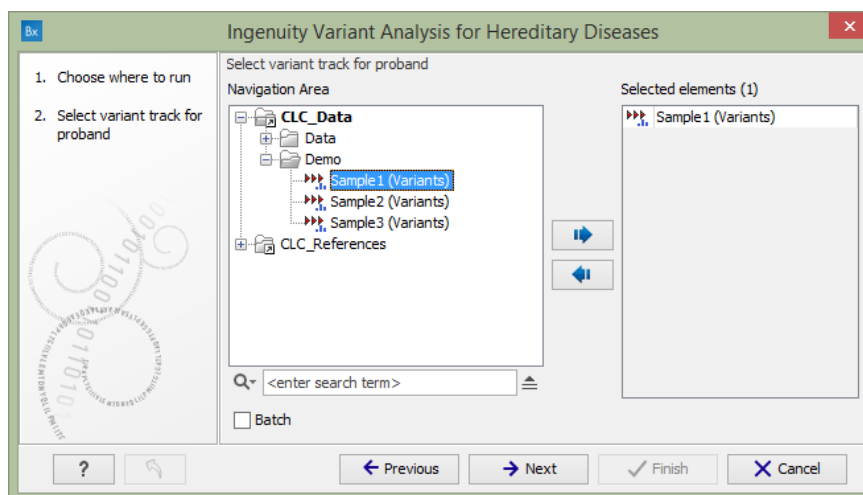 Bx
Ingenuity Variant Analysis for Hereditary Diseases
1. Choose where to run
2. Select variant track for
proband
Select variant track for proband
Navigation Area
CLC_Data
Data
Demo
Sample1 (Variants)
Sample2 (Variants)
Sample3 (Variants)
CLC_References
<enter search term>
Batch
Selected elements (1)
Sample1 (Variants)
?
Previous
Next
Finish
Cancel